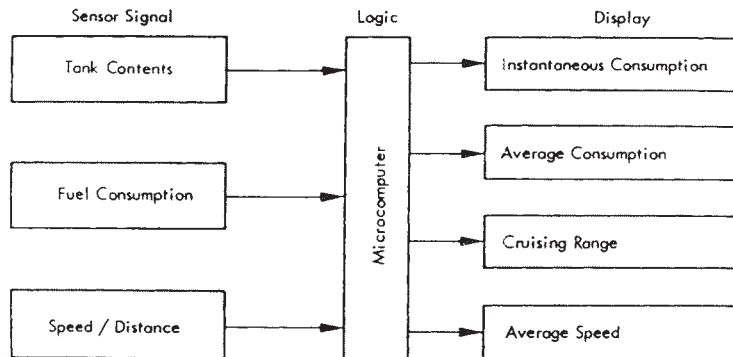 Sensor Signal
Logic
Display
Tank Contents
Fuel Consumption
Speed / Distance
Microcomputer
Instantaneous Consumption
Average Consumption
Cruising Range
Average Speed